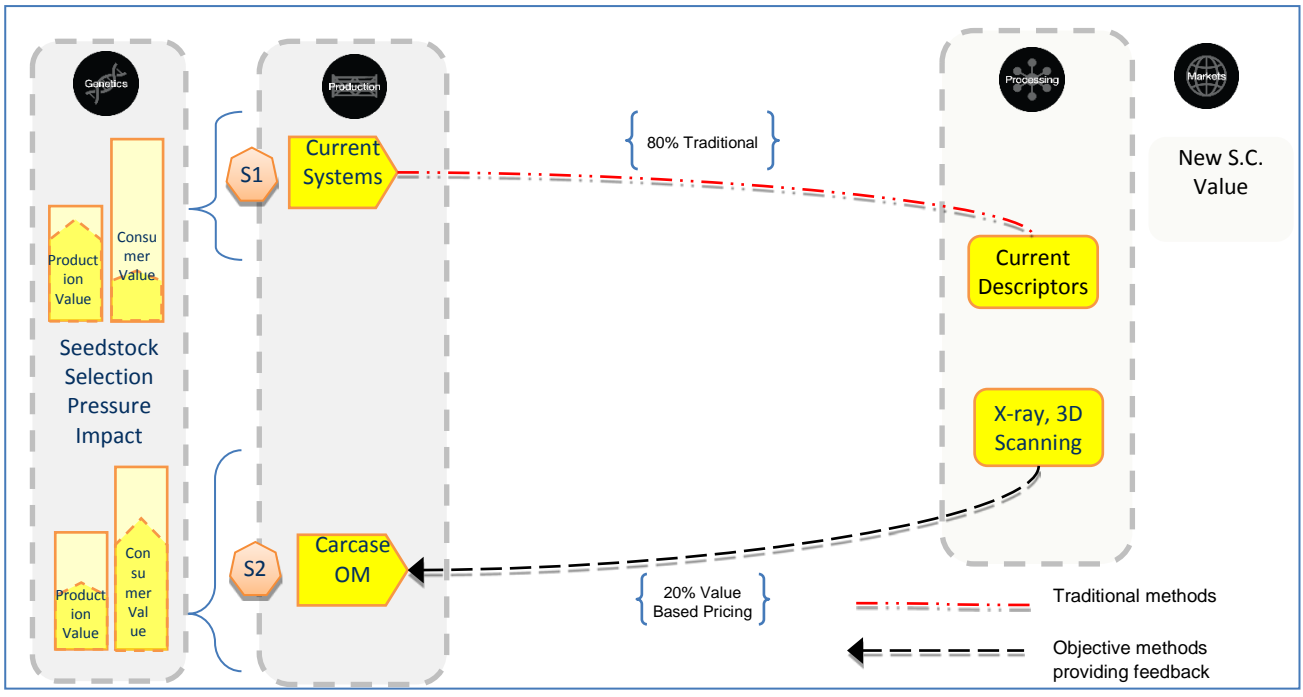 Genetics
Production
Processing
Markets
80% Traditional
S1
Current
Systems
New S.C.
Value
Consu
mer
Value
Product
ion
Value
Current
Descriptors
Seedstock
Selection
Pressure
Impact
X-ray, 3D
Scanning
S2
Carcase
OM
Con
su
mer
Val
ue
Product
ion
Value
20% Value
Based Pricing
Traditional methods
Objective methods
providing feedback